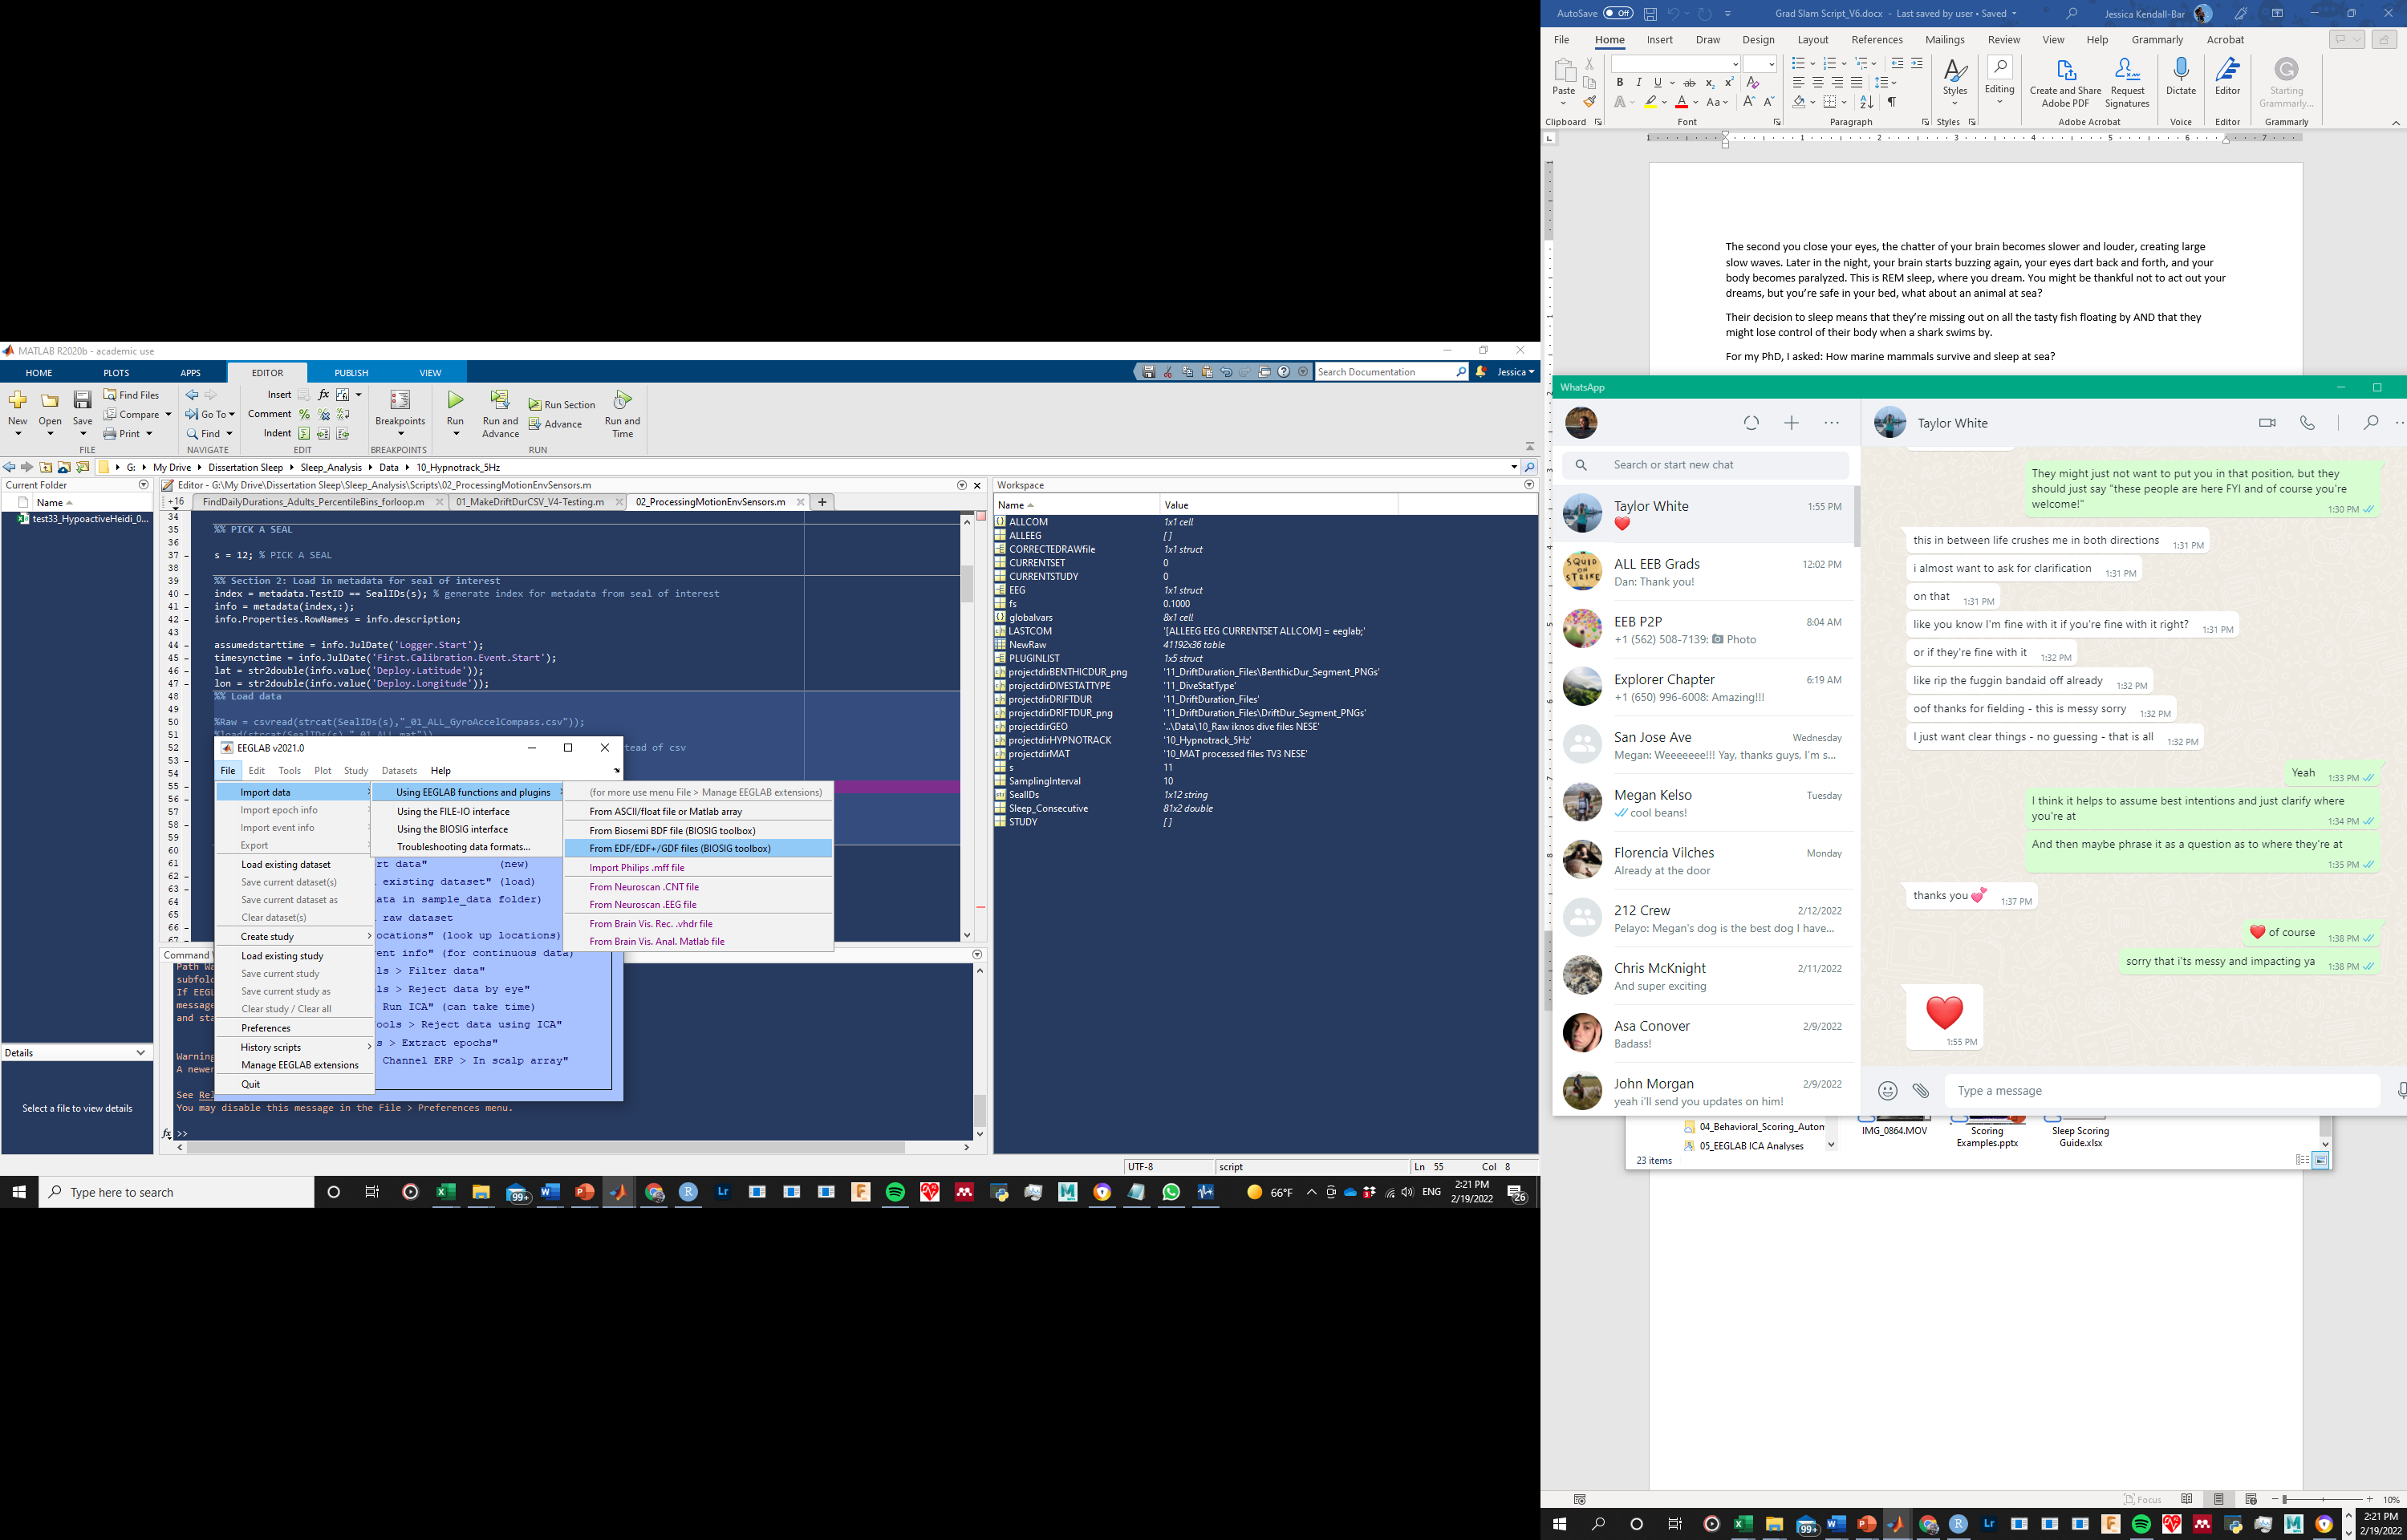 MATLAB R2020b - academic use
HOME PLOTS APPS EDITOR PUBLISH VIEW
Search Documentation
Jessica
New Open Save Find Files Compare Print
FILE
Go To Find
NAVIGATE
Insert Comment Indent
EDIT
Breakpoints
BREAKPOINTS
Run Run and Advance Run Section Advance Run and Time
RUN
G: My Drive Dissertation Sleep Sleep_Analysis Data 10_Hypnotrack_5Hz
Current Folder
Name
test33_HypoactiveHeidi_0...
Details
Select a file to view details
Editor - G:\My Drive\Dissertation Sleep\Sleep_Analysis\Scripts\02_ProcessingMotionEnvSensors.m
+16 FindDailyDurations_Adults_PercentileBins_forloop.m 01_MakeDriftDurCSV_V4-Testing.m 02_ProcessingMotionEnvSensors.m
34
35 %% PICK A SEAL
36
37 s = 12; % PICK A SEAL
38
39 %% Section 2: Load in metadata for seal of interest
40 index = metadata.TestID == SealIDs(s); % generate index for metadata from seal of interest
41 info = metadata(index,:);
42 info.Properties.RowNames = info.description;
43
44 assumedstarttime = info.JulDate('Logger.Start');
45 timesynctime = info.JulDate('First.Calibration.Event.Start');
46 lat = str2double(info.value('Deploy.Latitude'));
47 lon = str2double(info.value('Deploy.Longitude'));
48 %% Load data
49
50 %Raw = csvread(strcat(SealIDs(s),"_01_ALL_GyroAccelCompass.csv"));
51 %load(strcat(SealIDs(s),"_01_ALL.mat"))
52 tead of csv
53
54
55
56
57
58
59
60
61
62
63
64
65
66
67
EEGLAB v2021.0
File Edit Tools Plot Study Datasets Help
Import data
Import epoch info
Import event info
Export
Load existing dataset
Save current dataset(s)
Save current dataset as
Clear dataset(s)
Create study
Load existing study
Save current study
Save current study as
Clear study / Clear all
Preferences
History scripts
Manage EEGLAB extensions
Quit
Using EEGLAB functions and plugins
Using the FILE-IO interface
Using the BIOSIG interface
Troubleshooting data formats...
(for more use menu File > Manage EEGLAB extensions)
From ASCII/float file or Matlab array
From Biosemi BDF file (BIOSIG toolbox)
From EDF/EDF+/GDF files (BIOSIG toolbox)
Import Philips .mff file
From Neuroscan .CNT file
From Neuroscan .EEG file
From Brain Vis. Rec. .vhdr file
From Brain Vis. Anal. Matlab file
rt data" (new)
existing dataset" (load)
data in sample_data folder)
raw dataset
ocations" (look up locations)
ent info" (for continuous data)
ls > Filter data"
ls > Reject data by eye"
Run ICA" (can take time)
ools > Reject data using ICA"
s > Extract epochs"
Channel ERP > In scalp array"
Command
Path Wa
subfol
If EEGL
message
and sta
Warning
A newer
See Rel
You may disable this message in the File > Preferences menu.
fx >>
Workspace
Name Value
ALLCOM 1x1 cell
ALLEEG [ ]
CORRECTEDRAWfile 1x1 struct
CURRENTSET 0
CURRENTSTUDY 0
EEG 1x1 struct
fs 0.1000
globalvars 8x1 cell
LASTCOM '[ALLEEG EEG CURRENTSET ALLCOM] = eeglab;'
NewRaw 41192x36 table
PLUGINLIST 1x5 struct
projectdirBENTHICDUR_png '11_DriftDuration_Files\BenthicDur_Segment_PNGs'
projectdirDIVESTATTYPE '11_DiveStatType'
projectdirDRIFTDUR '11_DriftDuration_Files'
projectdirDRIFTDUR_png '11_DriftDuration_Files\DriftDur_Segment_PNGs'
projectdirGEO '..\Data\10_Raw iknos dive files NESE'
projectdirHYPNOTRACK '10_Hypnotrack_5Hz'
projectdirMAT '10_MAT processed files TV3 NESE'
s 11
SamplingInterval 10
SealIDs 1x12 string
Sleep_Consecutive 81x2 double
STUDY [ ]
UTF-8 script Ln 55 Col 8
Type here to search
99+
66°F ENG 2:21 PM 2/19/2022 26
AutoSave Off Grad Slam Script_V6.docx - Last saved by user • Saved Jessica Kendall-Bar
File Home Insert Draw Design Layout References Mailings Review View Help Grammarly Acrobat
Paste Styles Editing Create and Share Adobe PDF Request Signatures Dictate Editor Starting Grammarly...
Clipboard Font Paragraph Styles Adobe Acrobat Voice Editor Grammarly
The second you close your eyes, the chatter of your brain becomes slower and louder, creating large
slow waves. Later in the night, your brain starts buzzing again, your eyes dart back and forth, and your
body becomes paralyzed. This is REM sleep, where you dream. You might be thankful not to act out your
dreams, but you're safe in your bed, what about an animal at sea?
Their decision to sleep means that they're missing out on all the tasty fish floating by AND that they
might lose control of their body when a shark swims by.
For my PhD, I asked: How marine mammals survive and sleep at sea?
WhatsApp
Search or start new chat
Taylor White 1:55 PM
❤️
ALL EEB Grads 12:02 PM
Dan: Thank you!
SQUID ON STRIKE
EEB P2P 8:04 AM
+1 (562) 508-7139: Photo
Explorer Chapter 6:19 AM
+1 (650) 996-6008: Amazing!!!
San Jose Ave Wednesday
Megan: Weeeeeee!!! Yay, thanks guys, I'm s...
Megan Kelso Tuesday
cool beans!
Florencia Vilches Monday
Already at the door
212 Crew 2/12/2022
Pelayo: Megan's dog is the best dog I have...
Chris McKnight 2/11/2022
And super exciting
Asa Conover 2/9/2022
Badass!
John Morgan 2/9/2022
yeah i'll send you updates on him!
Taylor White
They might just not want to put you in that position, but they
should just say "these people are here FYI and of course you're
welcome!" 1:30 PM
this in between life crushes me in both directions 1:31 PM
i almost want to ask for clarification 1:31 PM
on that 1:31 PM
like you know I'm fine with it if you're fine with it right? 1:31 PM
or if they're fine with it 1:32 PM
like rip the fuggin bandaid off already 1:32 PM
oof thanks for fielding - this is messy sorry 1:32 PM
I just want clear things - no guessing - that is all 1:32 PM
Yeah 1:33 PM
I think it helps to assume best intentions and just clarify where
you're at 1:34 PM
And then maybe phrase it as a question as to where they're at
1:35 PM
thanks you 💕 1:37 PM
❤️ of course 1:38 PM
sorry that i'ts messy and impacting ya 1:38 PM
❤️ 1:55 PM
Type a message
04_Behavioral_Scoring_Autom
05_EEGLAB ICA Analyses
IMG_0864.MOV
Scoring Examples.pptx
Sleep Scoring Guide.xlsx
23 items
Focus 10%
99+
2:21 PM
2/19/2022